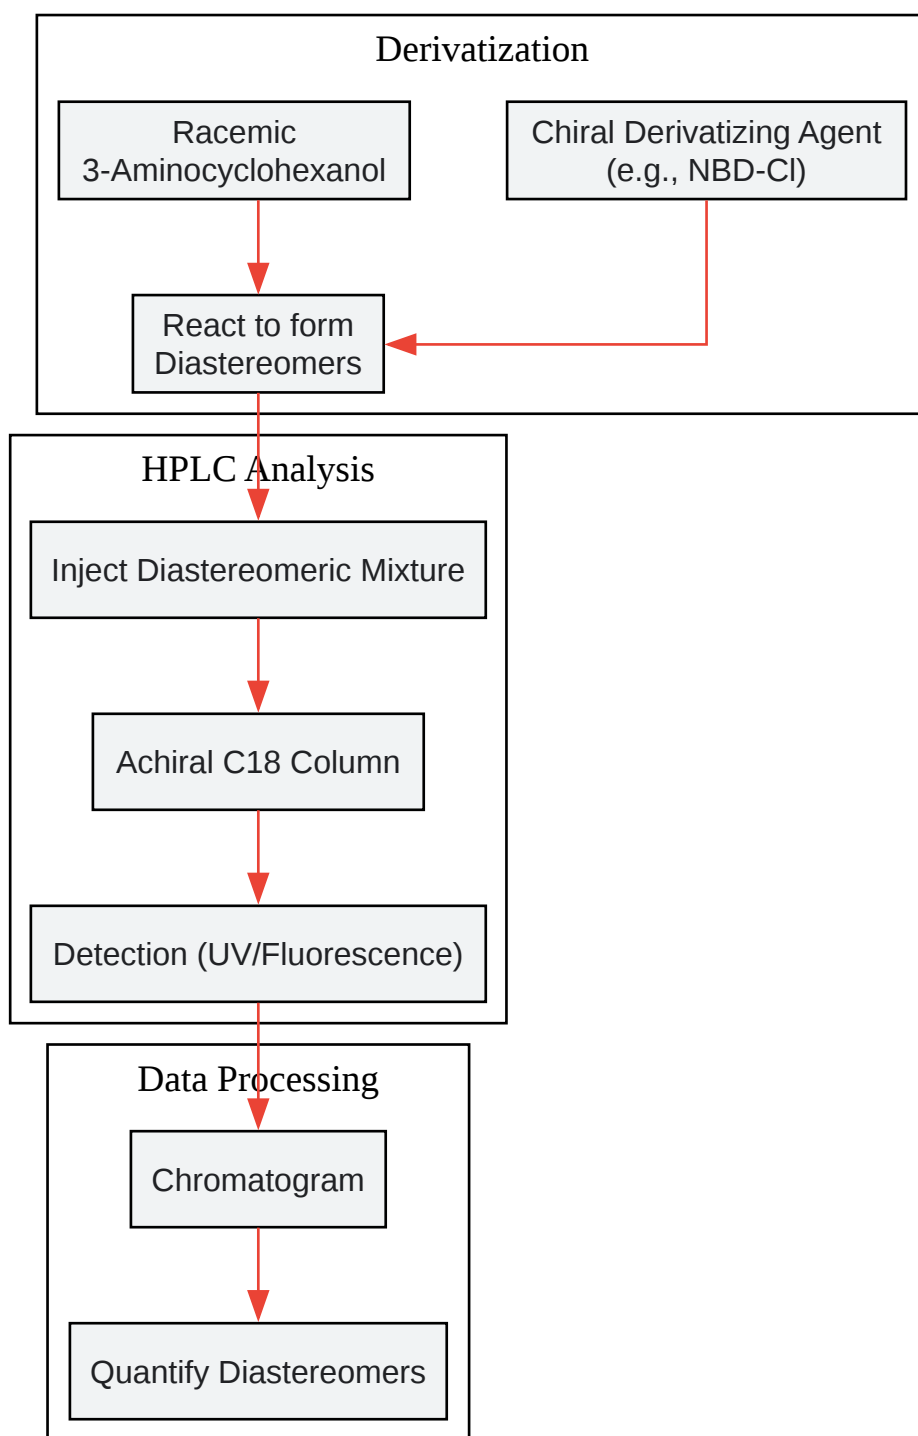 Derivatization
Racemic
3-Aminocyclohexanol
Chiral Derivatizing Agent
(e.g., NBD-Cl)
React to form
Diastereomers
HPLC Analysis
Inject Diastereomeric Mixture
Achiral C18 Column
Detection (UV/Fluorescence)
Data Processing
Chromatogram
Quantify Diastereomers